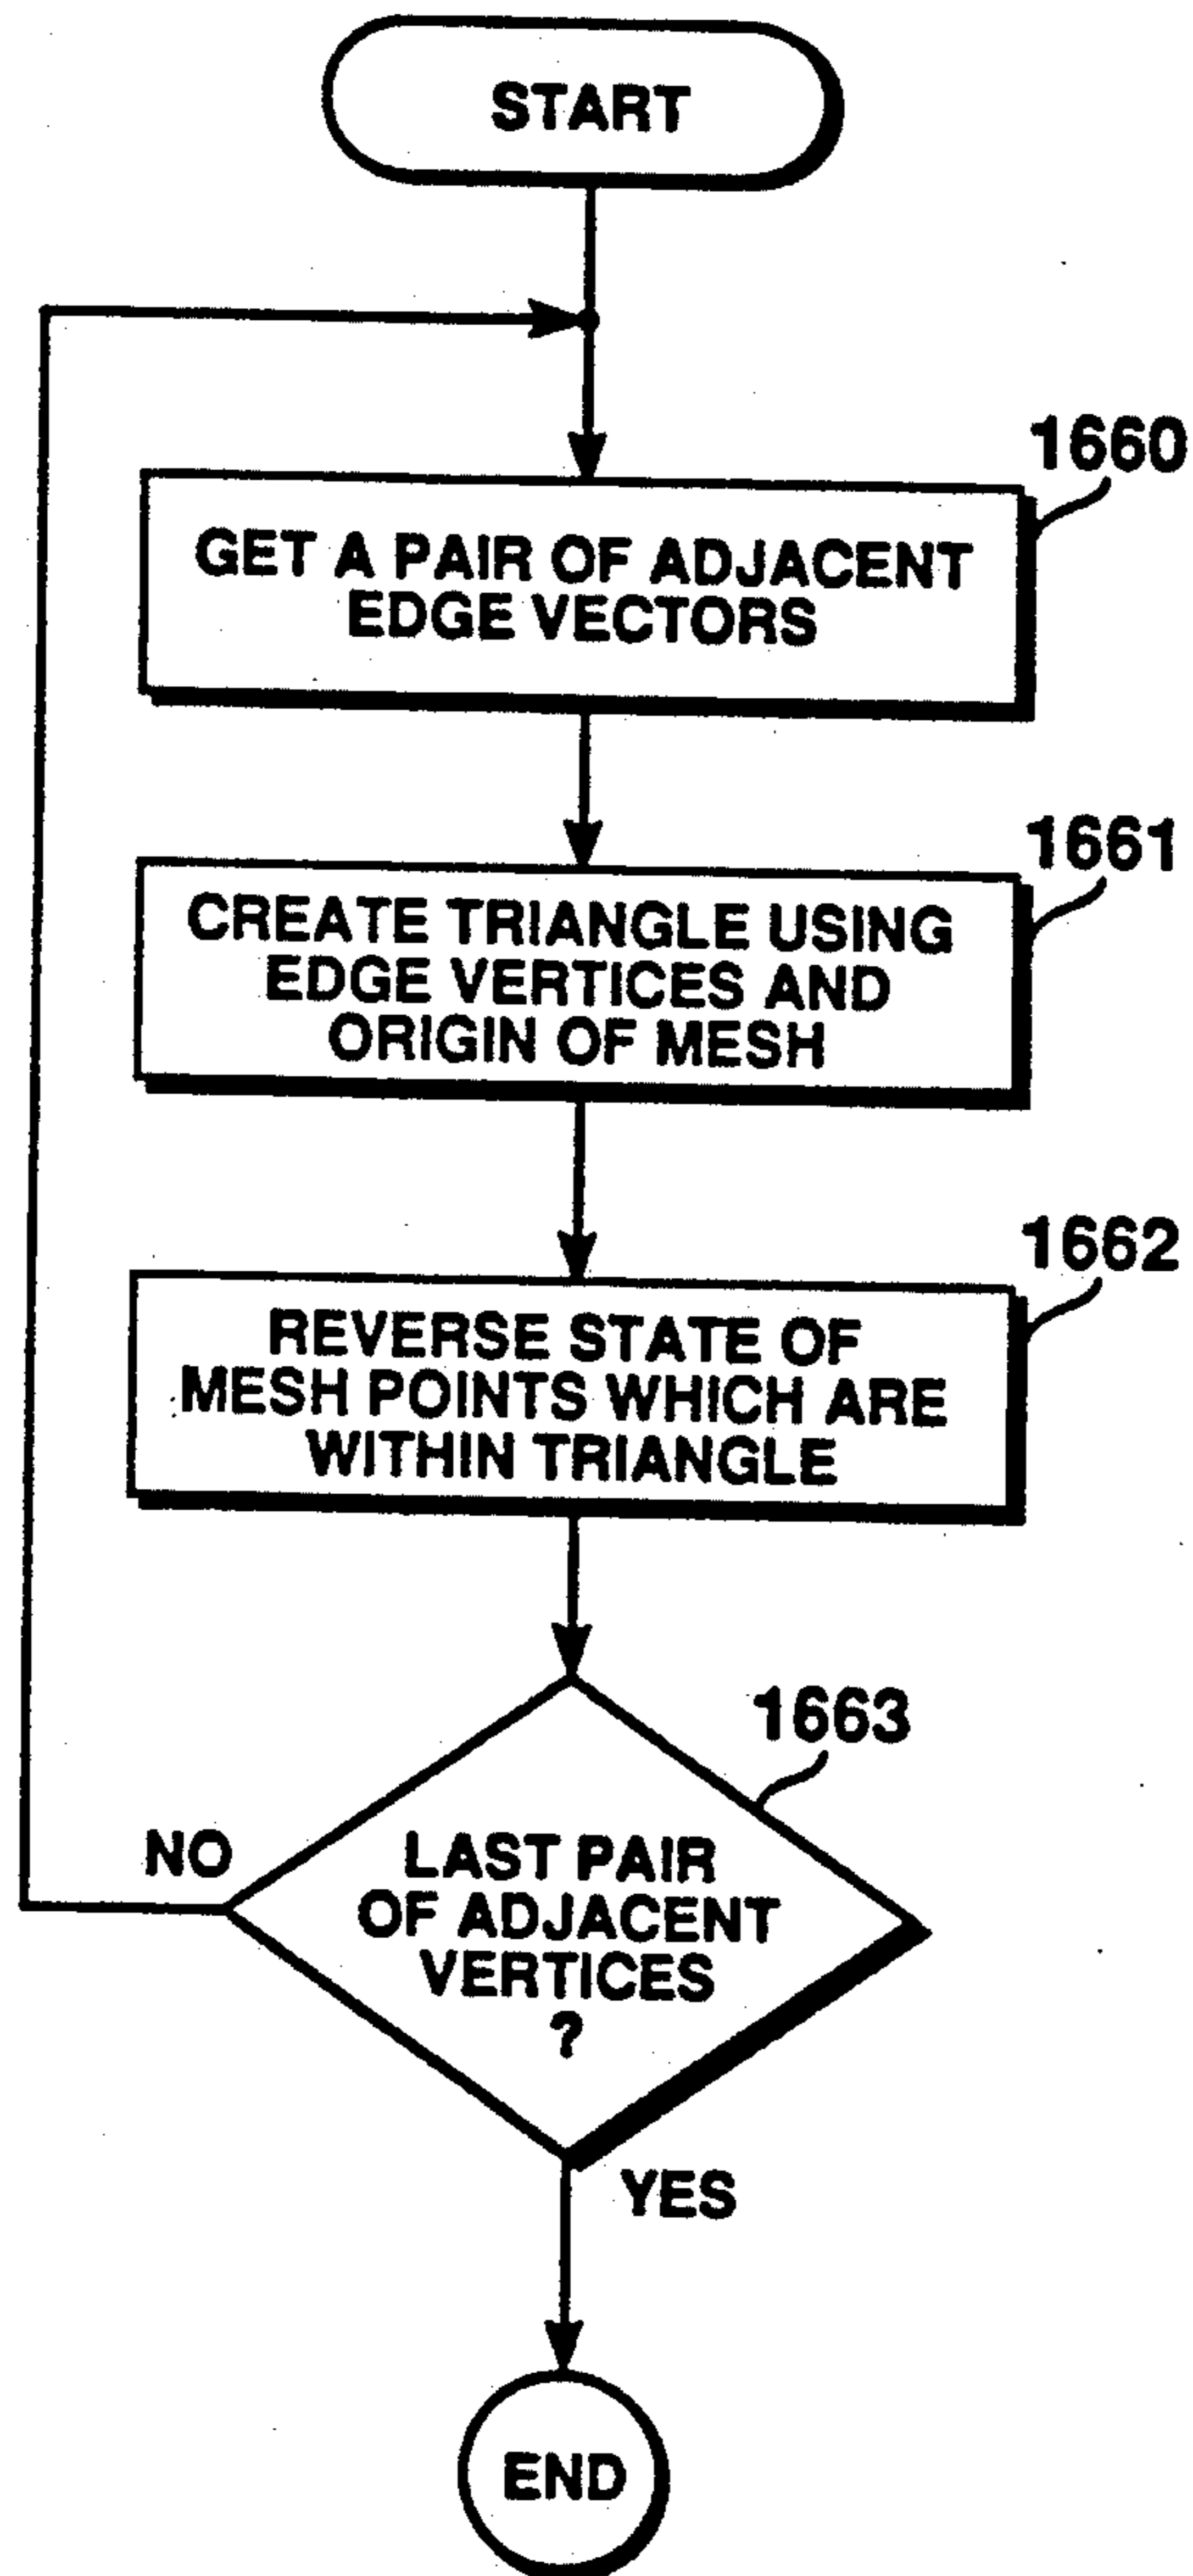 START
1660
GET A PAIR OF ADJACENT
EDGE VECTORS
1661
CREATE TRIANGLE USING
EDGE VERTICES AND
ORIGIN OF MESH
1662
REVERSE STATE OF
MESH POINTS WHICH ARE
WITHIN TRIANGLE
1663
NO
LAST PAIR
OF ADJACENT
VERTICES
?
YES
END